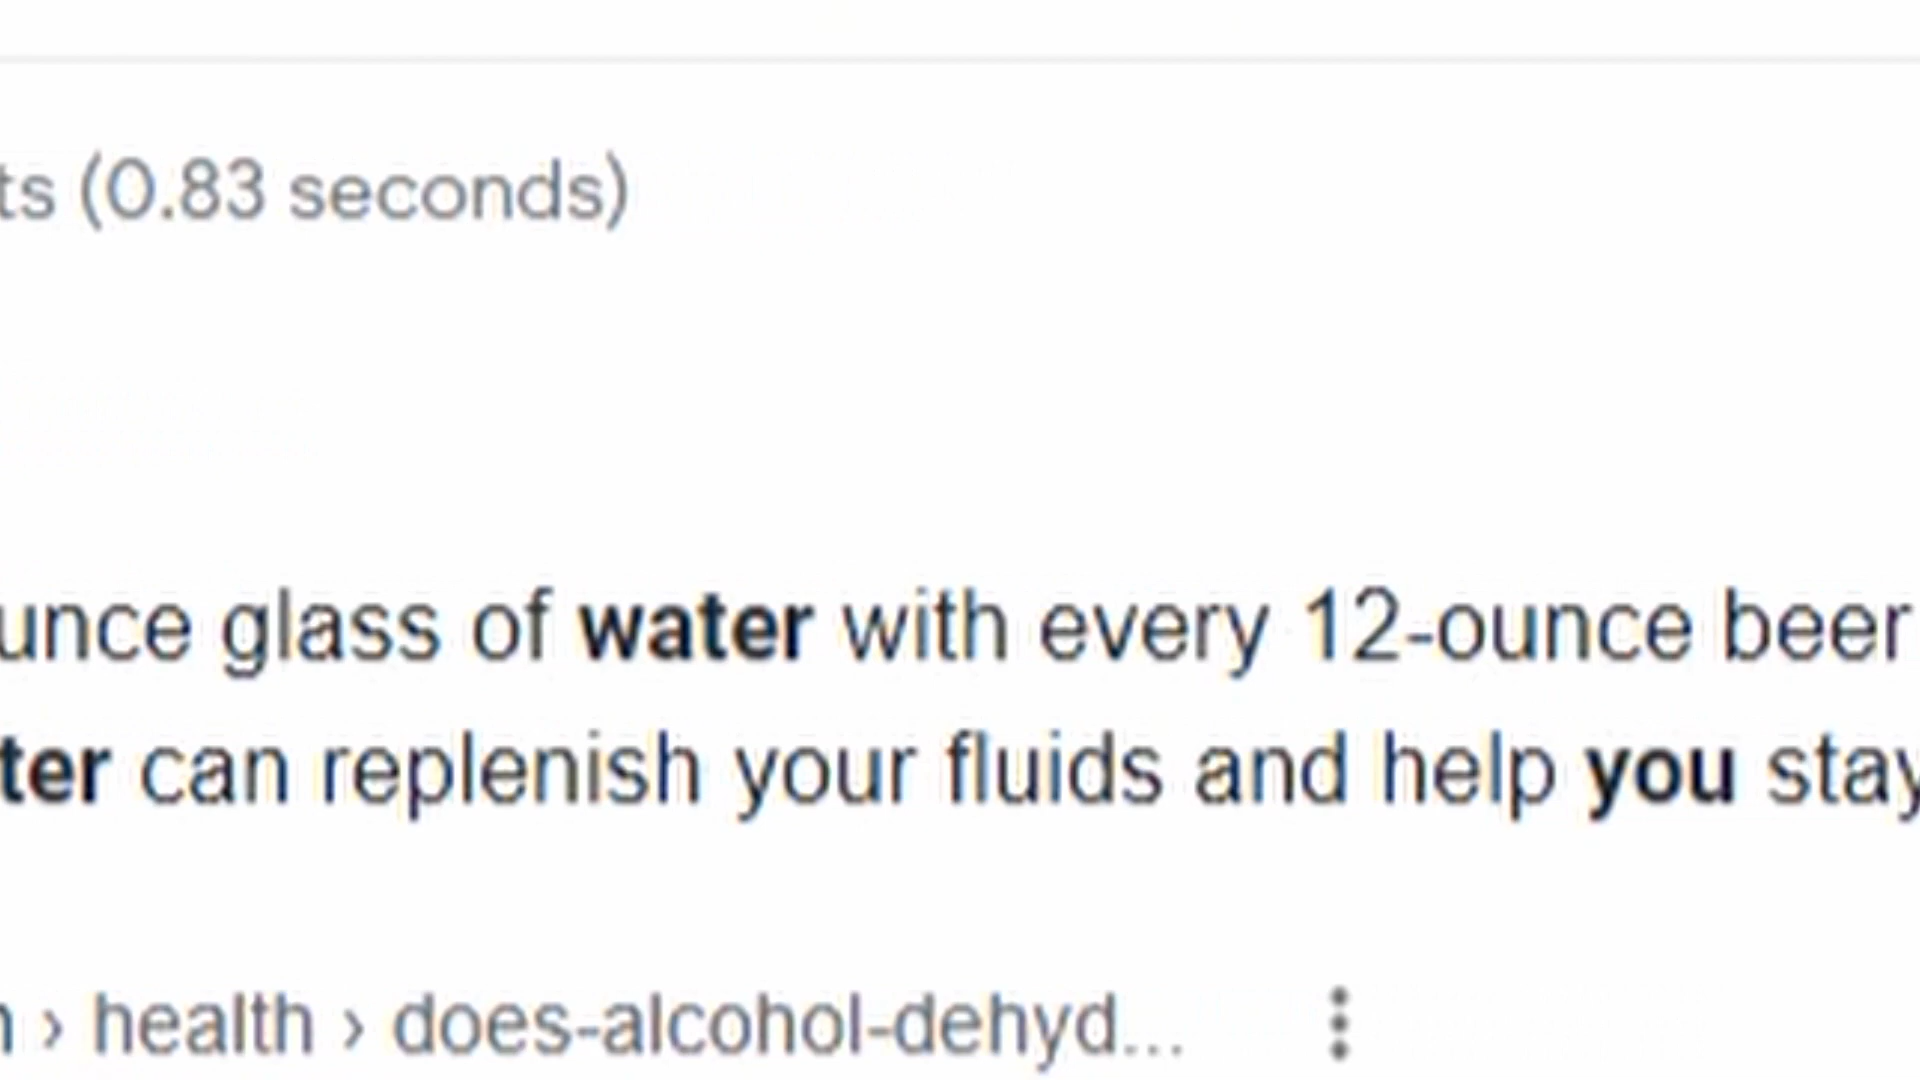 ts (0.83 seconds)
unce glass of water with every 12-ounce beer
ter can replenish your fluids and help you stay
› health › does-alcohol-dehyd...